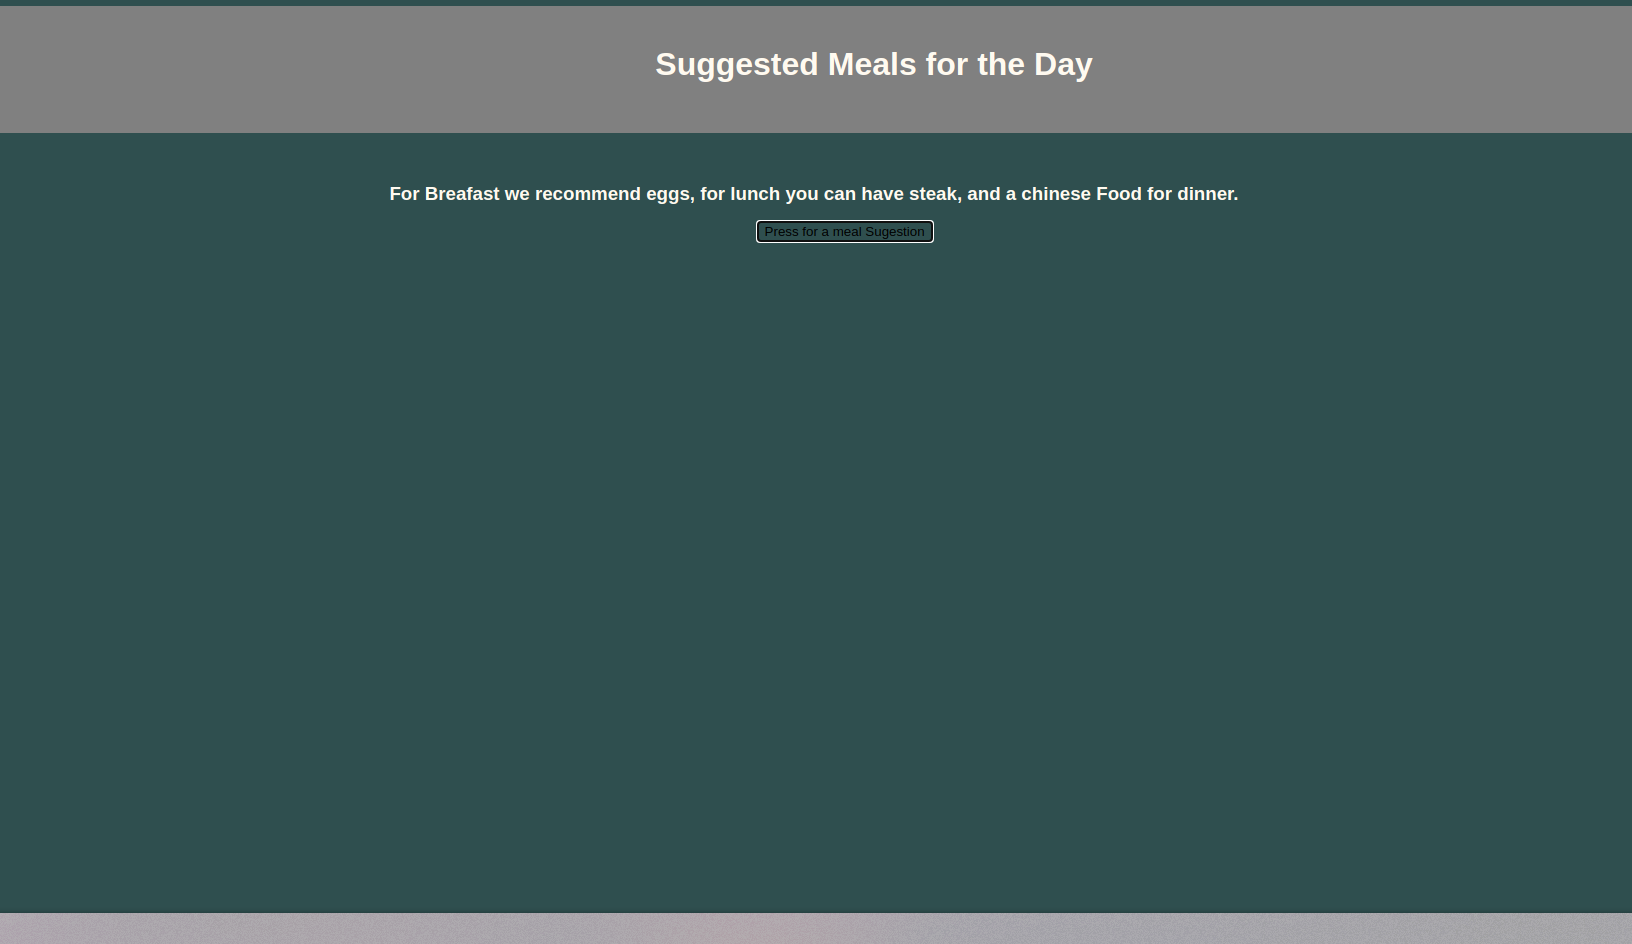 Suggested Meals for the Day
For Breafast we recommend eggs, for lunch you can have steak, and a chinese Food for dinner.
Press for a meal Sugestion